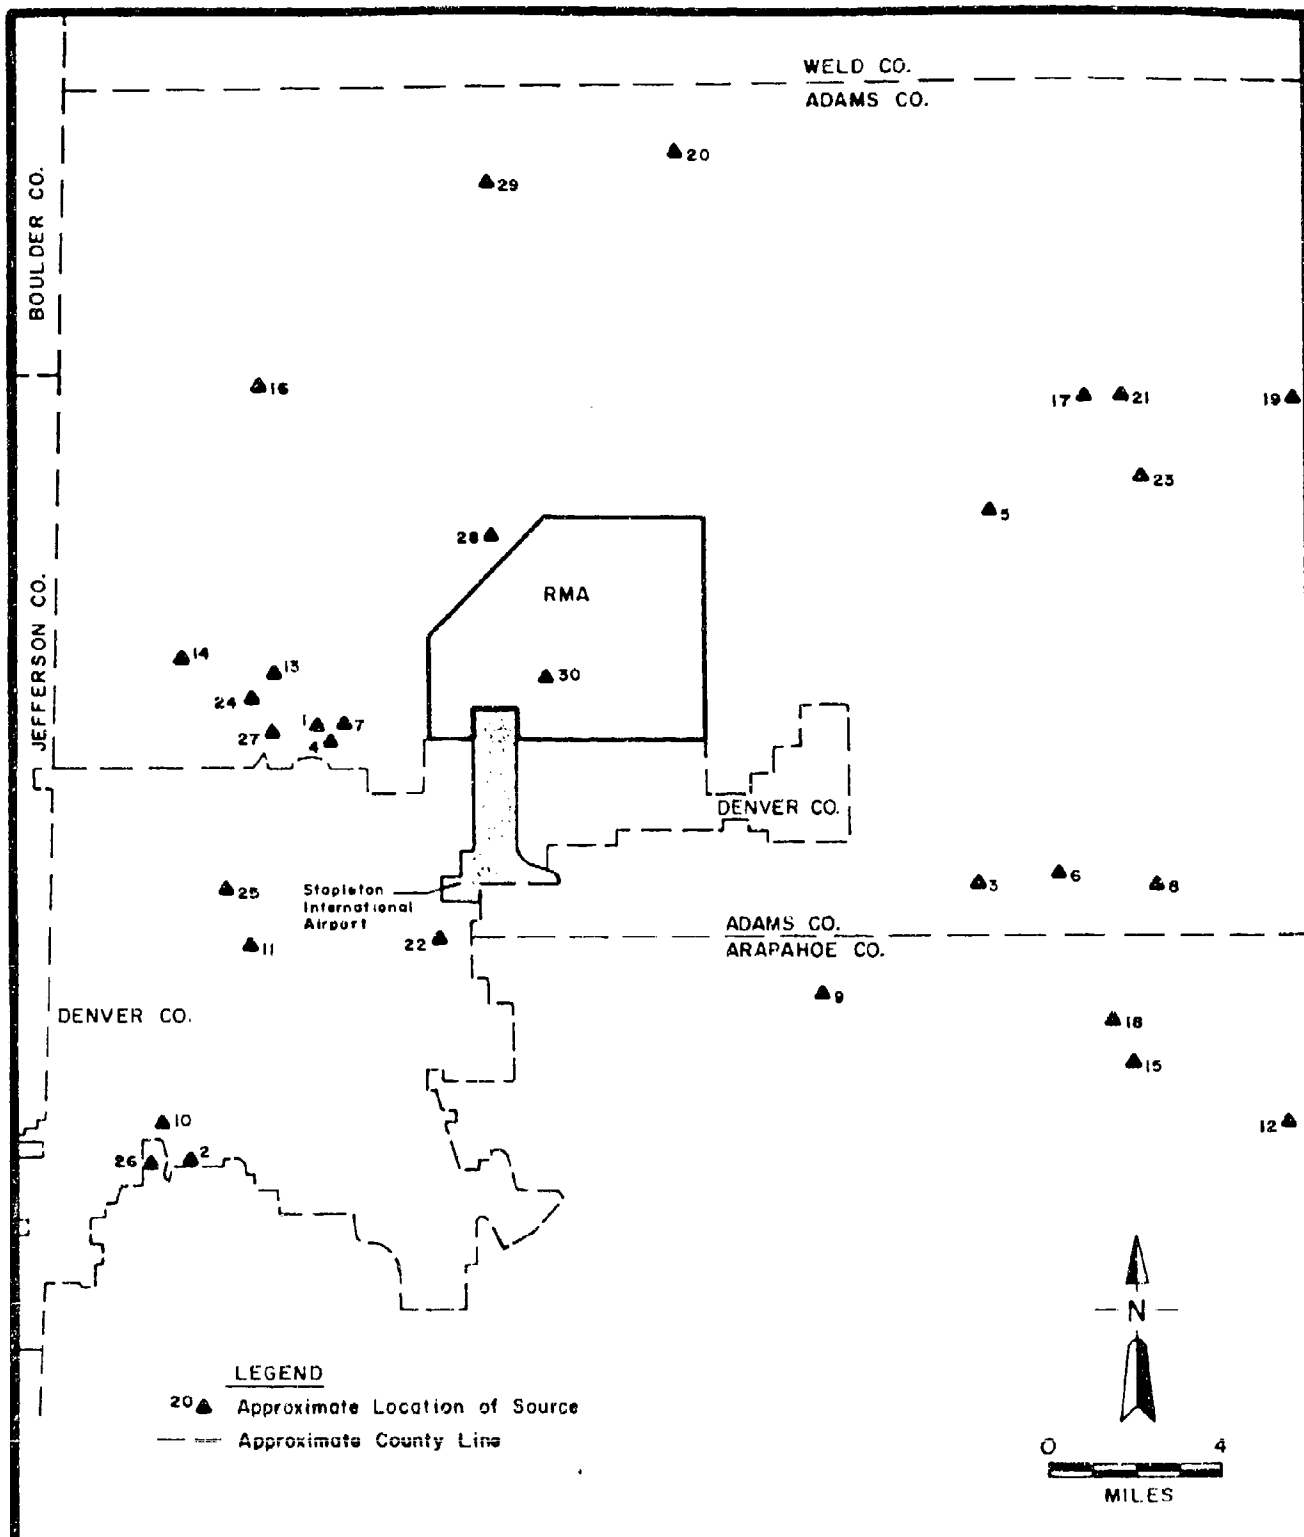 WELD CO.
ADAMS CO.
20
29
BOULDER CO.
16
17
21
19
23
5
28
RMA
JEFFERSON CO.
14
13
30
24
1
7
27
4
DENVER CO.
25
Stapleton
International
Airport
3
6
8
11
22
ADAMS CO.
ARAPAHOE CO.
9
DENVER CO.
18
15
10
12
26
2
N
LEGEND
20 Approximate Location of Source
Approximate County Line
0 4
MILES